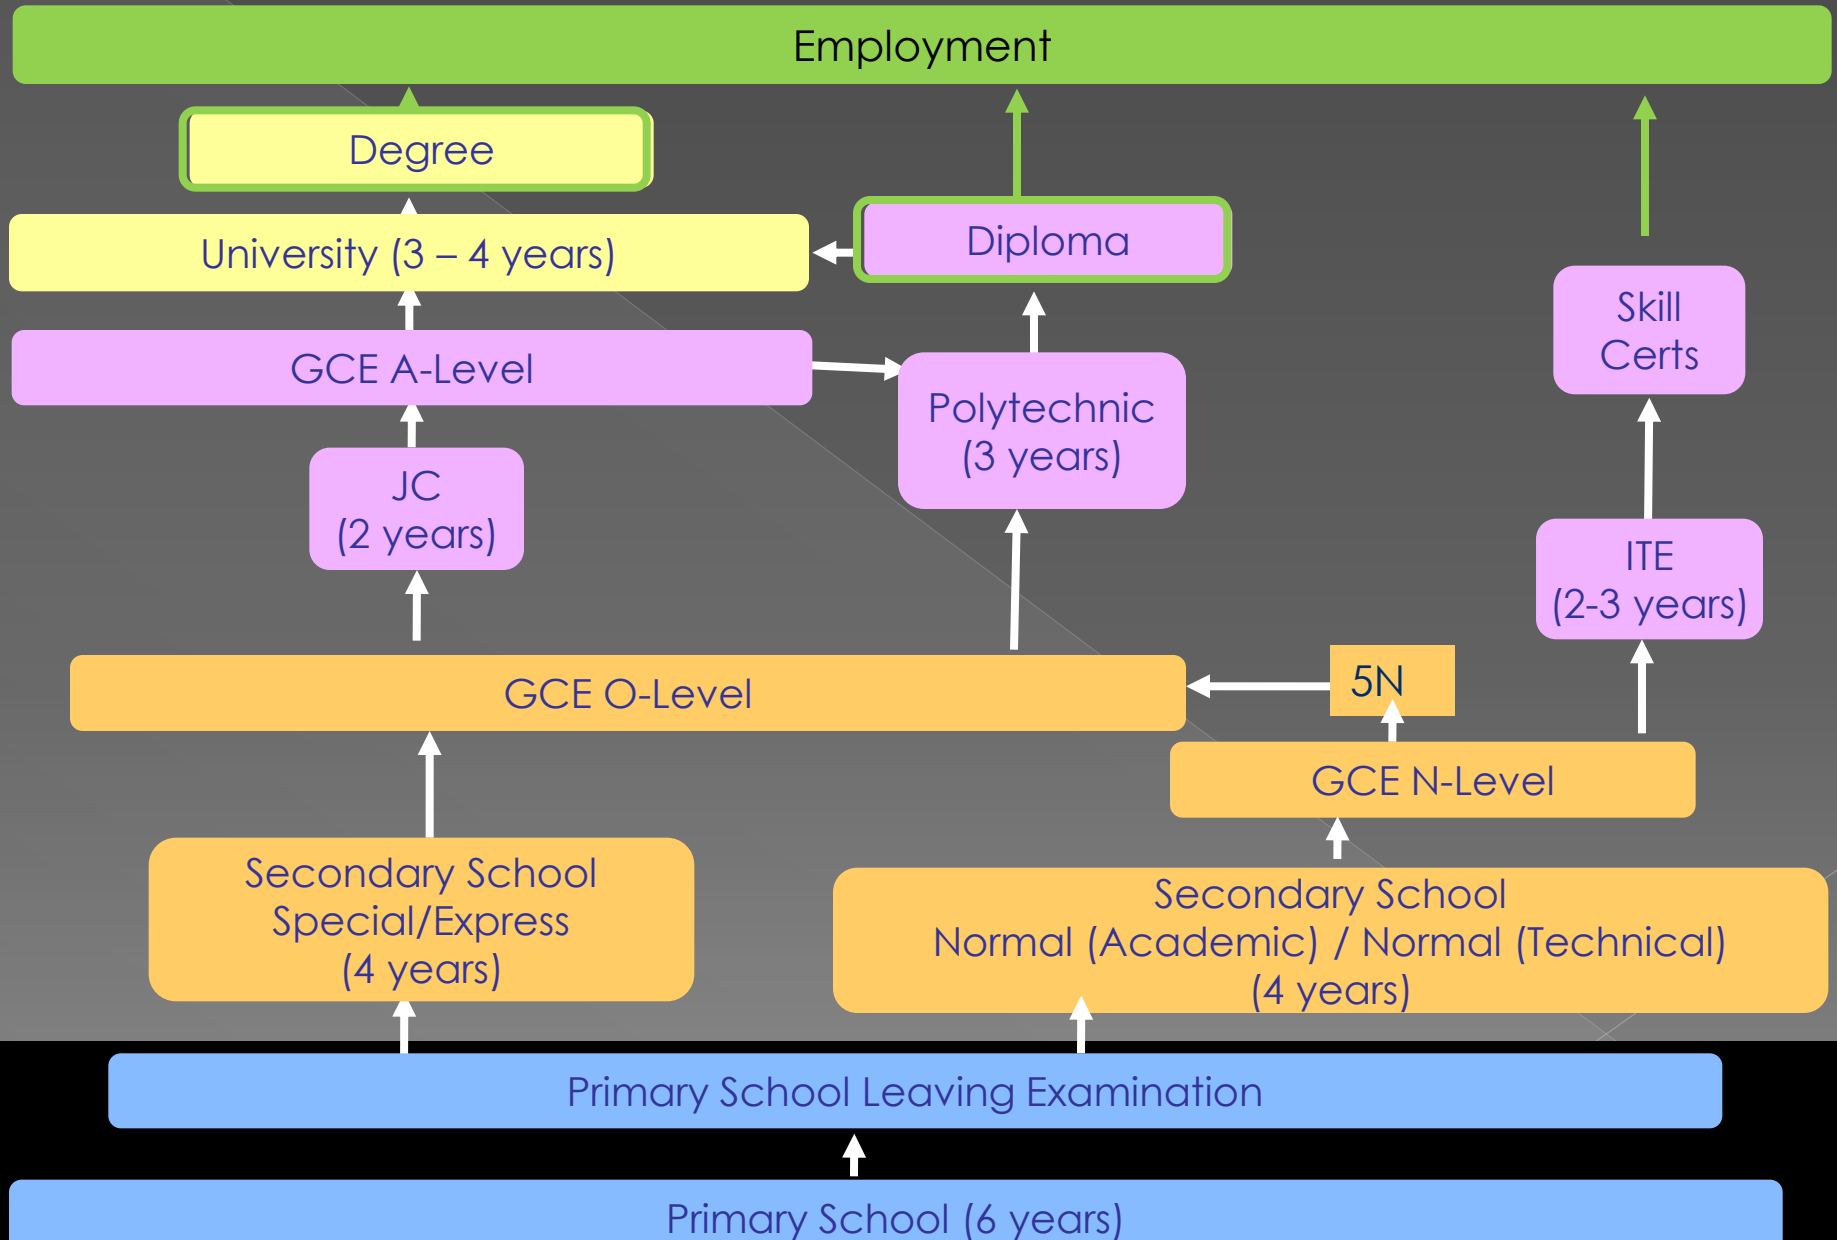 Employment
Degree
University (3 – 4 years)
Diploma
Skill
Certs
GCE A-Level
Polytechnic
(3 years)
JC
(2 years)
ITE
(2-3 years)
GCE O-Level
5N
GCE N-Level
Secondary School
Special/Express
(4 years)
Secondary School
Normal (Academic) / Normal (Technical)
(4 years)
Primary School Leaving Examination
Primary School (6 years)